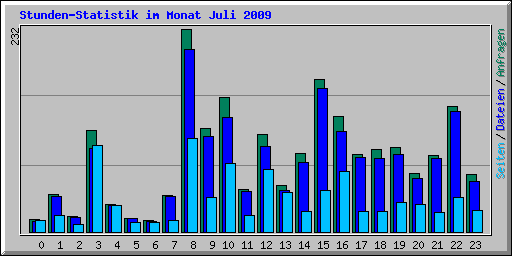 Stunden-Statistik im Monat Juli 2009
232
Seiten / Dateien / Anfragen
0 1 2 3 4 5 6 7 8 9 10 11 12 13 14 15 16 17 18 19 20 21 22 23